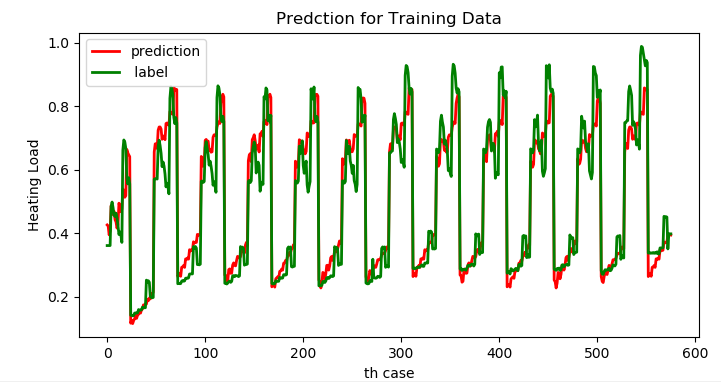 Predction for Training Data
prediction
label
Heating Load
1.0
0.8
0.6
0.4
0.2
0 100 200 300 400 500 600
th case